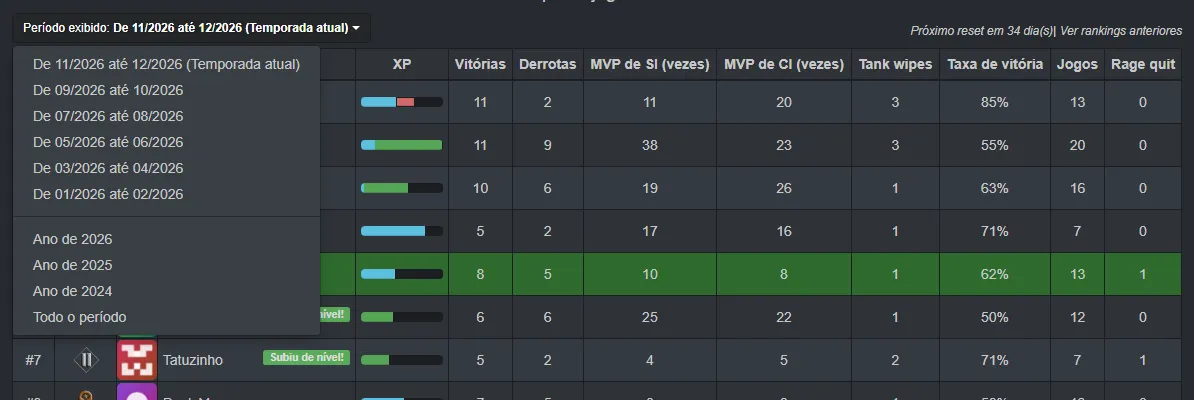 Período exibido: De 11/2026 até 12/2026 (Temporada atual)
Próximo reset em 34 dia(s)| Ver rankings anteriores
De 11/2026 até 12/2026 (Temporada atual)
De 09/2026 até 10/2026
De 07/2026 até 08/2026
De 05/2026 até 06/2026
De 03/2026 até 04/2026
De 01/2026 até 02/2026
Ano de 2026
Ano de 2025
Ano de 2024
Todo o período
XP Vitórias Derrotas MVP de SI (vezes) MVP de CI (vezes) Tank wipes Taxa de vitória Jogos Rage quit
11 2 11 20 3 85% 13 0
11 9 38 23 3 55% 20 0
10 6 19 26 1 63% 16 0
5 2 17 16 1 71% 7 0
8 5 10 8 1 62% 13 1
nível! 6 6 25 22 1 50% 12 0
#7 Tatuzinho Subiu de nível! 5 2 4 5 2 71% 7 1